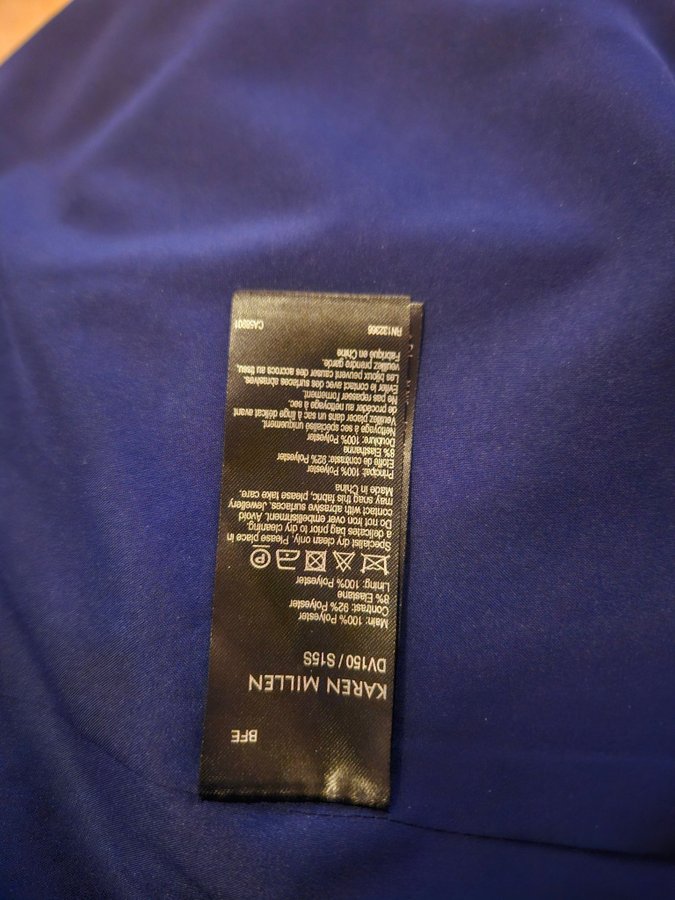 BFE
KAREN MILLEN
DV150 / S15S
Main: 100% Polyester
Contrast: 92% Polyester
8% Elastane
Lining: 100% Polyester
P
Specialist dry clean only. Please place in
a delicates bag prior to dry cleaning.
Do not iron over embellishment. Avoid
contact with abrasive surfaces. Jewellery
may snag this fabric, please take care.
Made in China
Principal: 100% Polyester
Etoffe de contraste: 92% Polyester
8% Elasthanne
Doublure: 100% Polyester
Nettoyage à sec spécialisé uniquement.
Veuillez placer dans un sac à linge délicat avant
de procéder au nettoyage à sec.
Ne pas repasser l'ornement.
Eviter le contact avec des surfaces abrasives.
Les bijoux peuvent causer des accrocs au tissu,
veuillez prendre garde.
Fabriqué en Chine
RN132366 CA56901